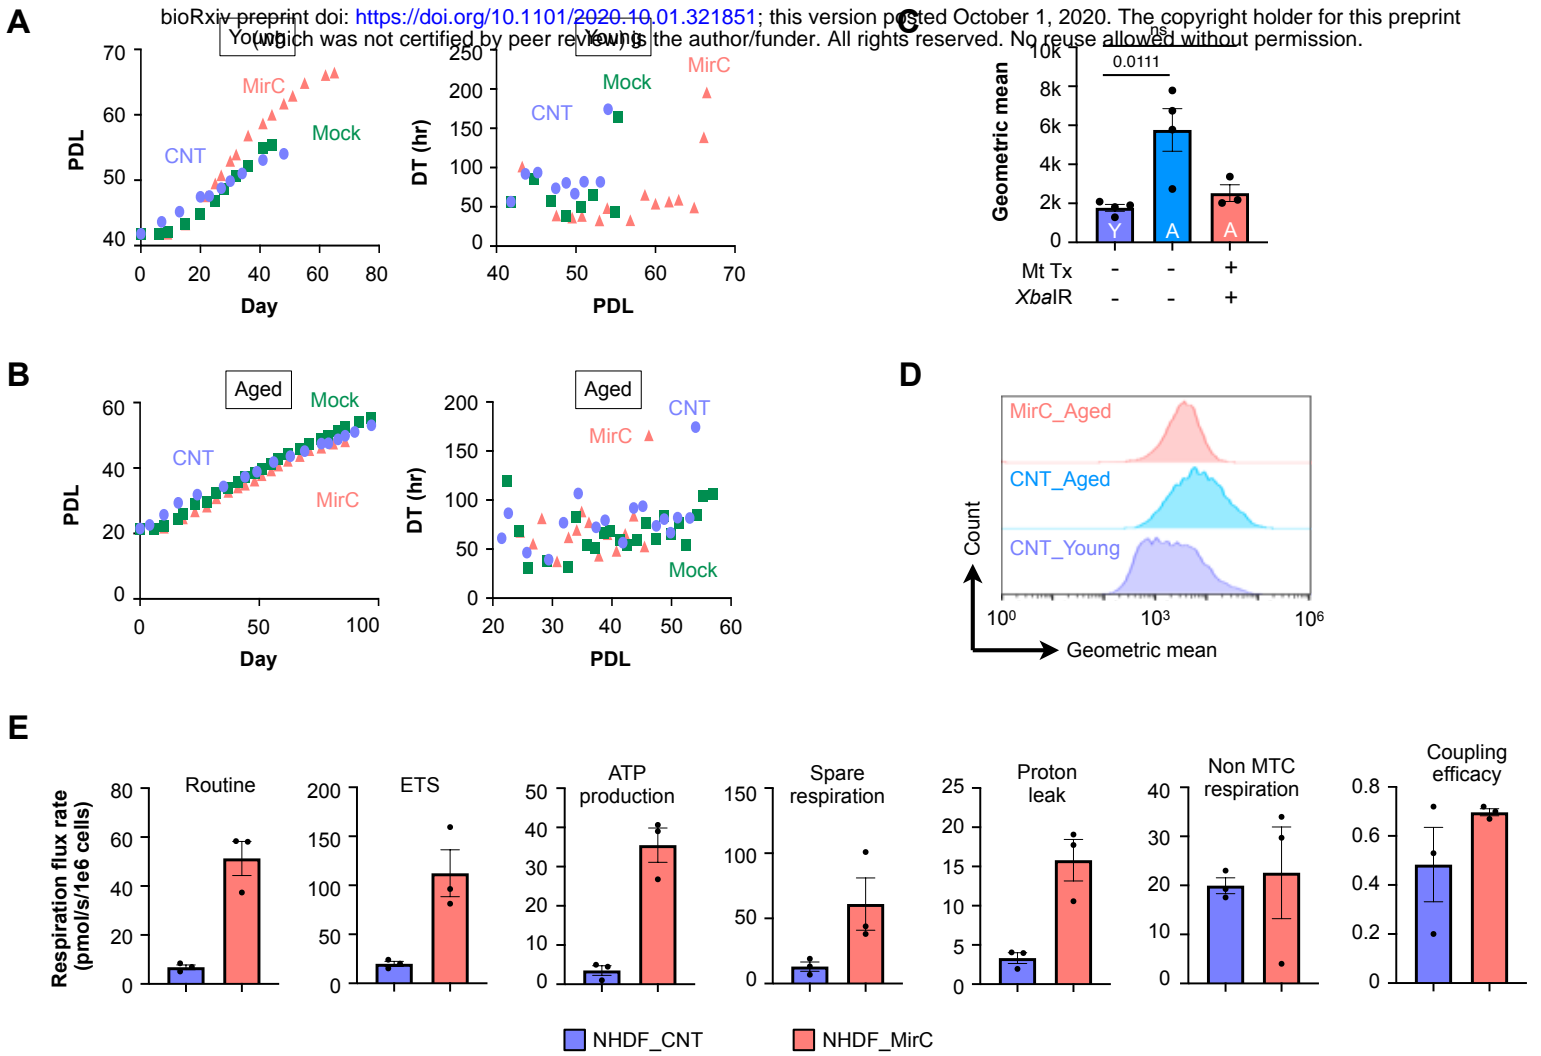 bioRxiv preprint doi: https://doi.org/10.1101/2020.10.01.321851; this version posted October 1, 2020. The copyright holder for this preprint
(which was not certified by peer review) is the author/funder. All rights reserved. No reuse allowed without permission.
A
Young
70
60
50
40
PDL
MirC
Mock
CNT
0 20 40 60 80
Day
Young
250
200
150
100
50
0
DT (hr)
MirC
Mock
CNT
40 50 60 70
PDL
C
ns
0.0111
10k
8k
6k
4k
2k
0
Geometric mean
Y A A
Mt Tx - - +
XbaIR - - +
B
Aged
60
40
20
0
PDL
Mock
CNT
MirC
0 50 100
Day
Aged
200
150
100
50
0
DT (hr)
CNT
MirC
Mock
20 30 40 50 60
PDL
D
MirC_Aged
CNT_Aged
CNT_Young
Count
10⁰ 10³ 10⁶
Geometric mean
E
Respiration flux rate
(pmol/s/1e6 cells)
Routine
80
60
40
20
0
ETS
200
150
100
50
0
ATP
production
50
40
30
20
10
0
Spare
respiration
150
100
50
0
Proton
leak
25
20
15
10
5
0
Non MTC
respiration
40
30
20
10
0
Coupling
efficacy
0.8
0.6
0.4
0.2
0
NHDF_CNT NHDF_MirC